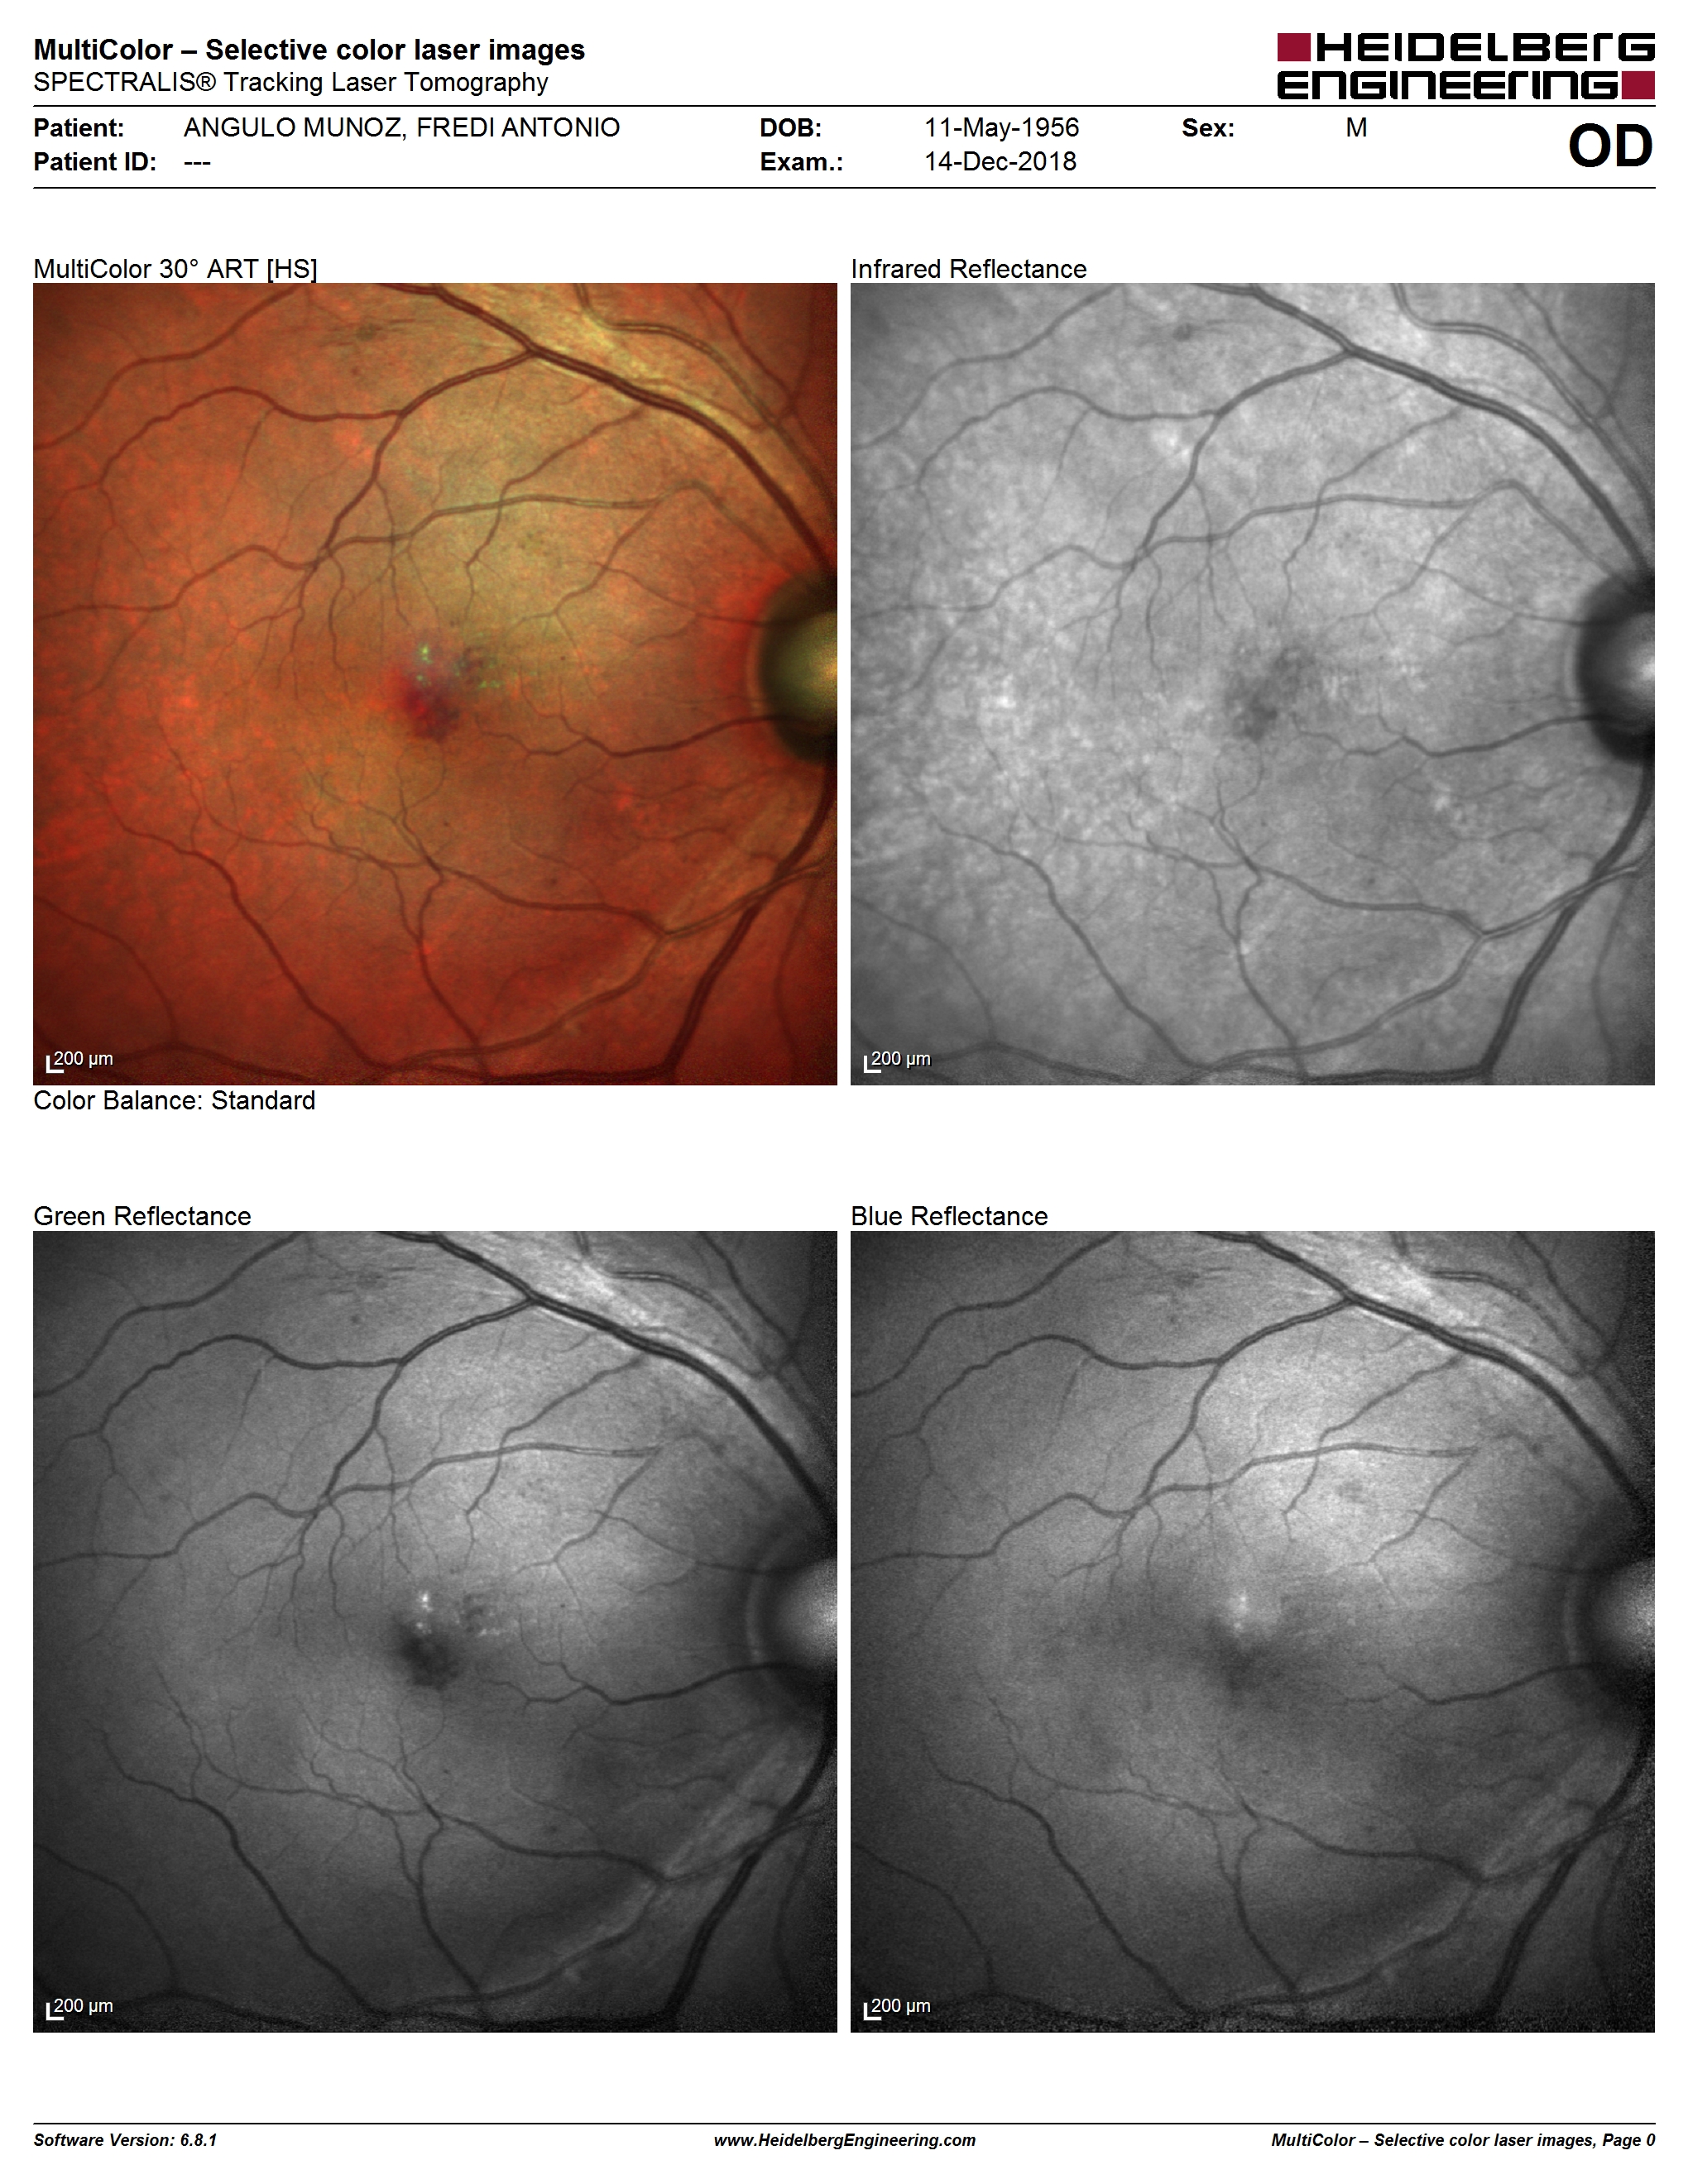 MultiColor – Selective color laser images
SPECTRALIS® Tracking Laser Tomography
HEIDELBERG
ENGINEERING
Patient: ANGULO MUNOZ, FREDI ANTONIO DOB: 11-May-1956 Sex: M
Patient ID: --- Exam.: 14-Dec-2018
OD
MultiColor 30° ART [HS]
Infrared Reflectance
200 µm
200 µm
Color Balance: Standard
Green Reflectance
Blue Reflectance
200 µm
200 µm
Software Version: 6.8.1 www.HeidelbergEngineering.com MultiColor – Selective color laser images, Page 0